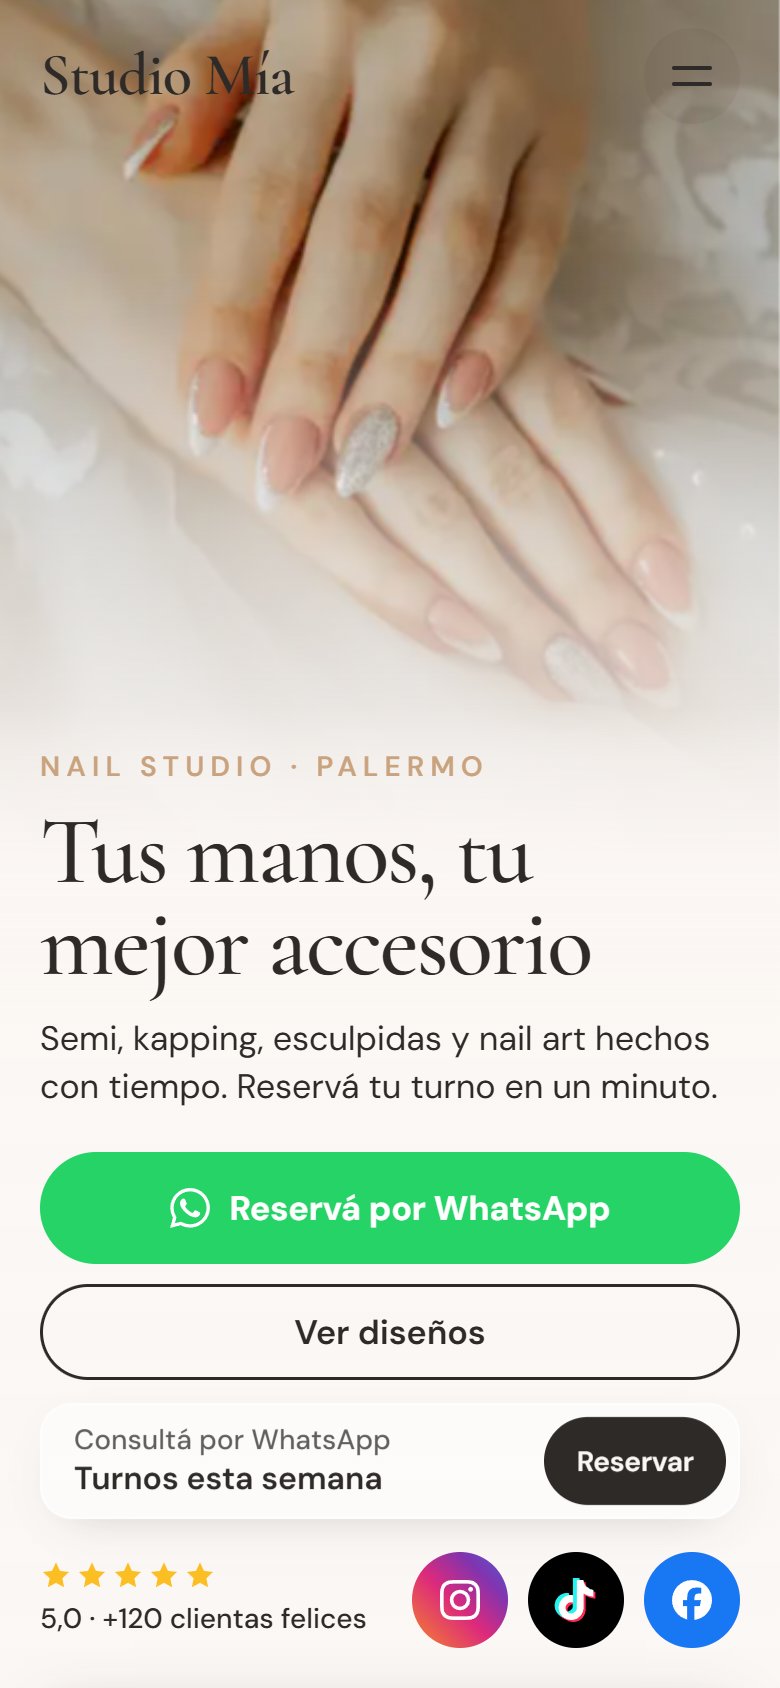 Studio Mía
NAIL STUDIO · PALERMO
Tus manos, tu
mejor accesorio
Semi, kapping, esculpidas y nail art hechos
con tiempo. Reservá tu turno en un minuto.
Reservá por WhatsApp
Ver diseños
Consultá por WhatsApp
Turnos esta semana
Reservar
5,0 · +120 clientas felices